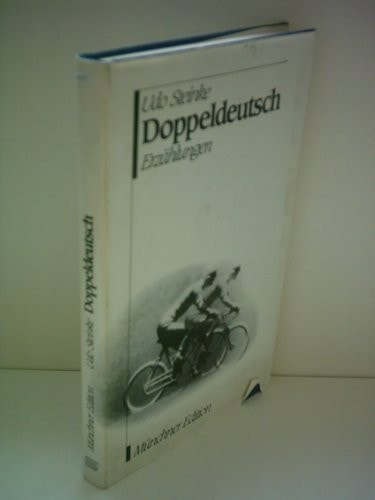 Udo Steinke
Doppeldeutsch
Erzählungen
Münchner Edition
Münchner Edition Udo Steinke Doppeldeutsch